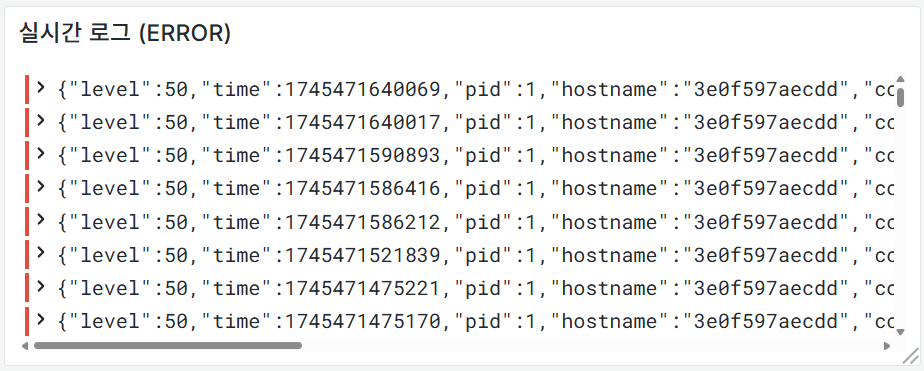 실시간 로그 (ERROR)
{"level":50,"time":1745471640069,"pid":1,"hostname":"3e0f597aecdd","co
{"level":50,"time":1745471640017,"pid":1,"hostname":"3e0f597aecdd","co
{"level":50,"time":1745471590893,"pid":1,"hostname":"3e0f597aecdd","co
{"level":50,"time":1745471586416,"pid":1,"hostname":"3e0f597aecdd","co
{"level":50,"time":1745471586212,"pid":1,"hostname":"3e0f597aecdd","co
{"level":50,"time":1745471521839,"pid":1,"hostname":"3e0f597aecdd","co
{"level":50,"time":1745471475221,"pid":1,"hostname":"3e0f597aecdd","co
{"level":50,"time":1745471475170,"pid":1,"hostname":"3e0f597aecdd","co